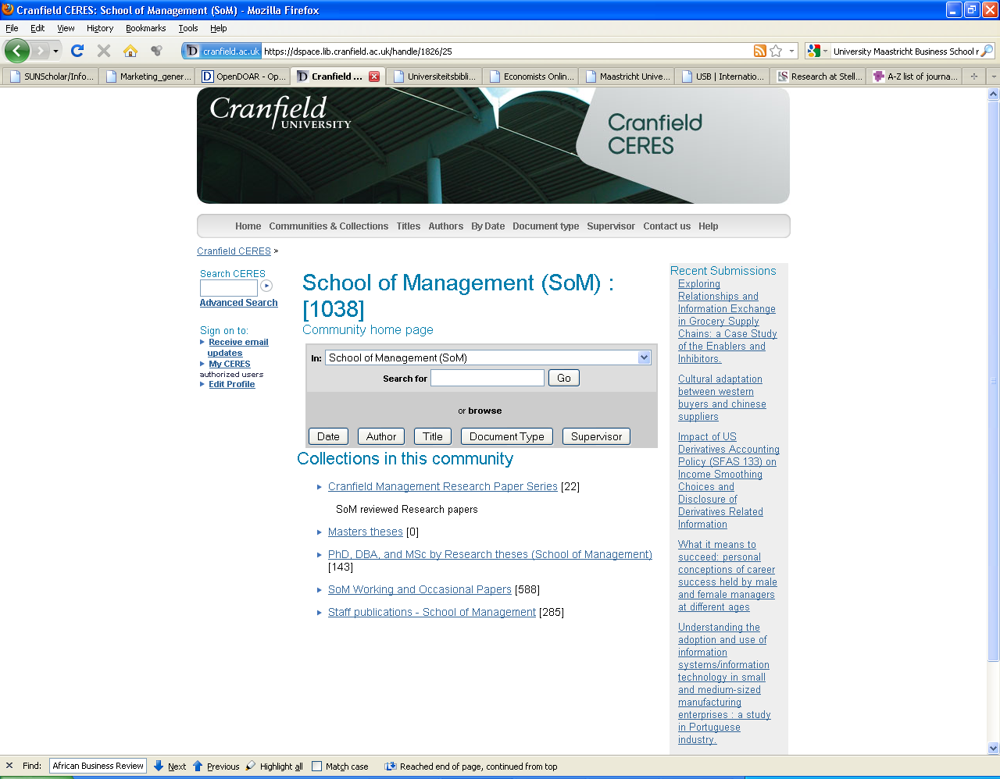 Cranfield CERES: School of Management (SoM) - Mozilla Firefox
File Edit View History Bookmarks Tools Help
cranfield.ac.uk https://dspace.lib.cranfield.ac.uk/handle/1826/25
University Maastricht Business School r
SUNScholar/Info... Marketing_gener... OpenDOAR - Op... Cranfield ... Universiteitsbibli... Economists Onlin... Maastricht Unive... USB | Internatio... Research at Stell... A-Z list of journa...
Cranfield
UNIVERSITY
Cranfield
CERES
Home Communities & Collections Titles Authors By Date Document type Supervisor Contact us Help
Cranfield CERES >
Search CERES
Advanced Search
Sign on to:
Receive email
updates
My CERES
authorized users
Edit Profile
School of Management (SoM) :
[1038]
Community home page
In: School of Management (SoM)
Search for Go
or browse
Date Author Title Document Type Supervisor
Collections in this community
Cranfield Management Research Paper Series [22]
SoM reviewed Research papers
Masters theses [0]
PhD, DBA, and MSc by Research theses (School of Management)
[143]
SoM Working and Occasional Papers [588]
Staff publications - School of Management [285]
Recent Submissions
Exploring
Relationships and
Information Exchange
in Grocery Supply
Chains: a Case Study
of the Enablers and
Inhibitors.
Cultural adaptation
between western
buyers and chinese
suppliers
Impact of US
Derivatives Accounting
Policy (SFAS 133) on
Income Smoothing
Choices and
Disclosure of
Derivatives Related
Information
What it means to
succeed: personal
conceptions of career
success held by male
and female managers
at different ages
Understanding the
adoption and use of
information
systems/information
technology in small
and medium-sized
manufacturing
enterprises : a study
in Portuguese
industry.
Find: African Business Review Next Previous Highlight all Match case Reached end of page, continued from top